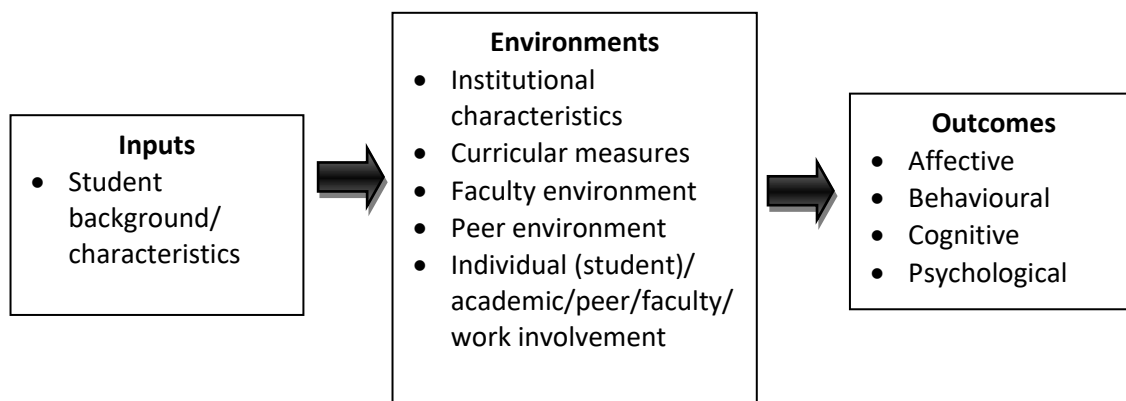 Inputs
• Student
background/
characteristics
Environments
• Institutional
characteristics
• Curricular measures
• Faculty environment
• Peer environment
• Individual (student)/
academic/peer/faculty/
work involvement
Outcomes
• Affective
• Behavioural
• Cognitive
• Psychological